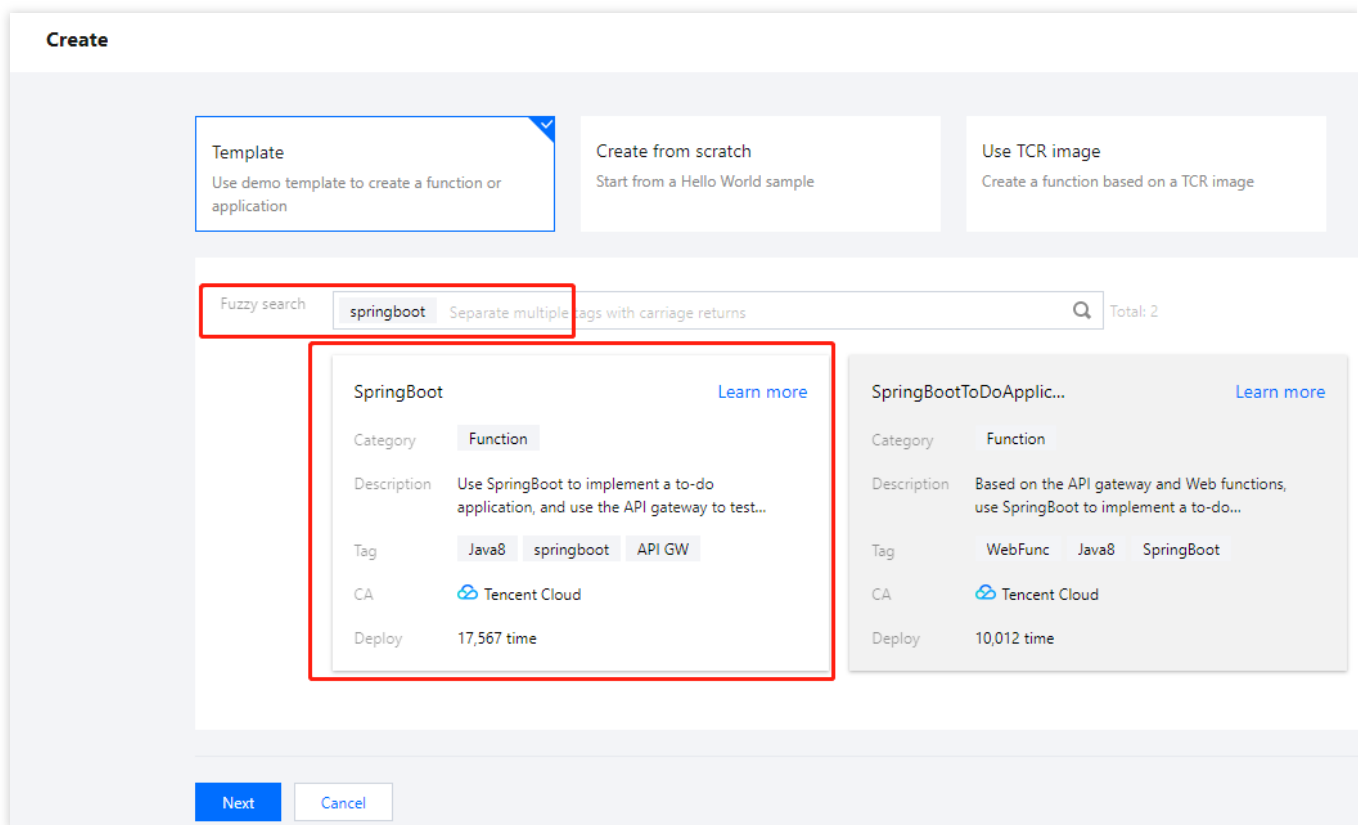 Create
Template
Use demo template to create a function or
application
Create from scratch
Start from a Hello World sample
Use TCR image
Create a function based on a TCR image
Fuzzy search
springboot Separate multiple tags with carriage returns
Total: 2
SpringBoot Learn more
Category Function
Description Use SpringBoot to implement a to-do
application, and use the API gateway to test...
Tag Java8 springboot API GW
CA Tencent Cloud
Deploy 17,567 time
SpringBootToDoApplic... Learn more
Category Function
Description Based on the API gateway and Web functions,
use SpringBoot to implement a to-do...
Tag WebFunc Java8 SpringBoot
CA Tencent Cloud
Deploy 10,012 time
Next Cancel